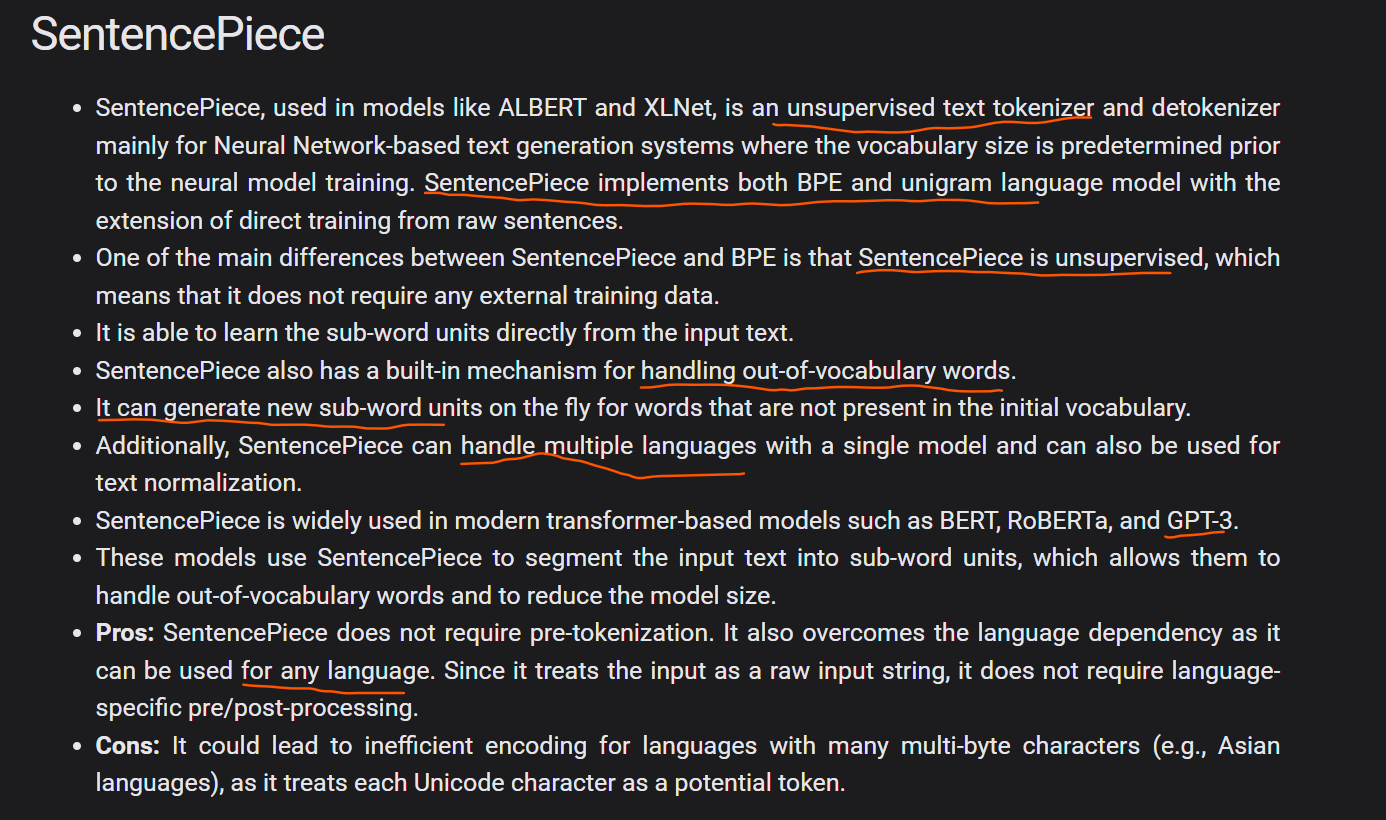 SentencePiece
• SentencePiece, used in models like ALBERT and XLNet, is an unsupervised text tokenizer and detokenizer
mainly for Neural Network-based text generation systems where the vocabulary size is predetermined prior
to the neural model training. SentencePiece implements both BPE and unigram language model with the
extension of direct training from raw sentences.
• One of the main differences between SentencePiece and BPE is that SentencePiece is unsupervised, which
means that it does not require any external training data.
• It is able to learn the sub-word units directly from the input text.
• SentencePiece also has a built-in mechanism for handling out-of-vocabulary words.
• It can generate new sub-word units on the fly for words that are not present in the initial vocabulary.
• Additionally, SentencePiece can handle multiple languages with a single model and can also be used for
text normalization.
• SentencePiece is widely used in modern transformer-based models such as BERT, RoBERTa, and GPT-3.
• These models use SentencePiece to segment the input text into sub-word units, which allows them to
handle out-of-vocabulary words and to reduce the model size.
• Pros: SentencePiece does not require pre-tokenization. It also overcomes the language dependency as it
can be used for any language. Since it treats the input as a raw input string, it does not require language-
specific pre/post-processing.
• Cons: It could lead to inefficient encoding for languages with many multi-byte characters (e.g., Asian
languages), as it treats each Unicode character as a potential token.